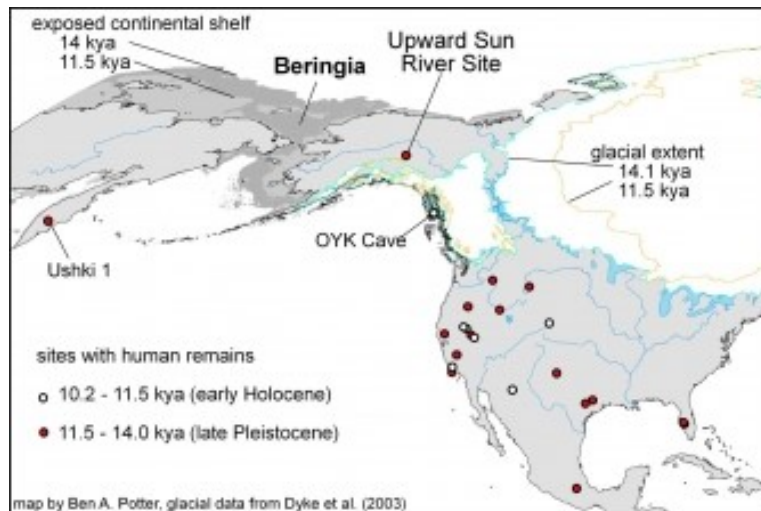 exposed continental shelf
14 kya
11.5 kya
Beringia
Upward Sun
River Site
glacial extent
14.1 kya
11.5 kya
OYK Cave
Ushki 1
sites with human remains
10.2 - 11.5 kya (early Holocene)
11.5 - 14.0 kya (late Pleistocene)
map by Ben A. Potter, glacial data from Dyke et al. (2003)